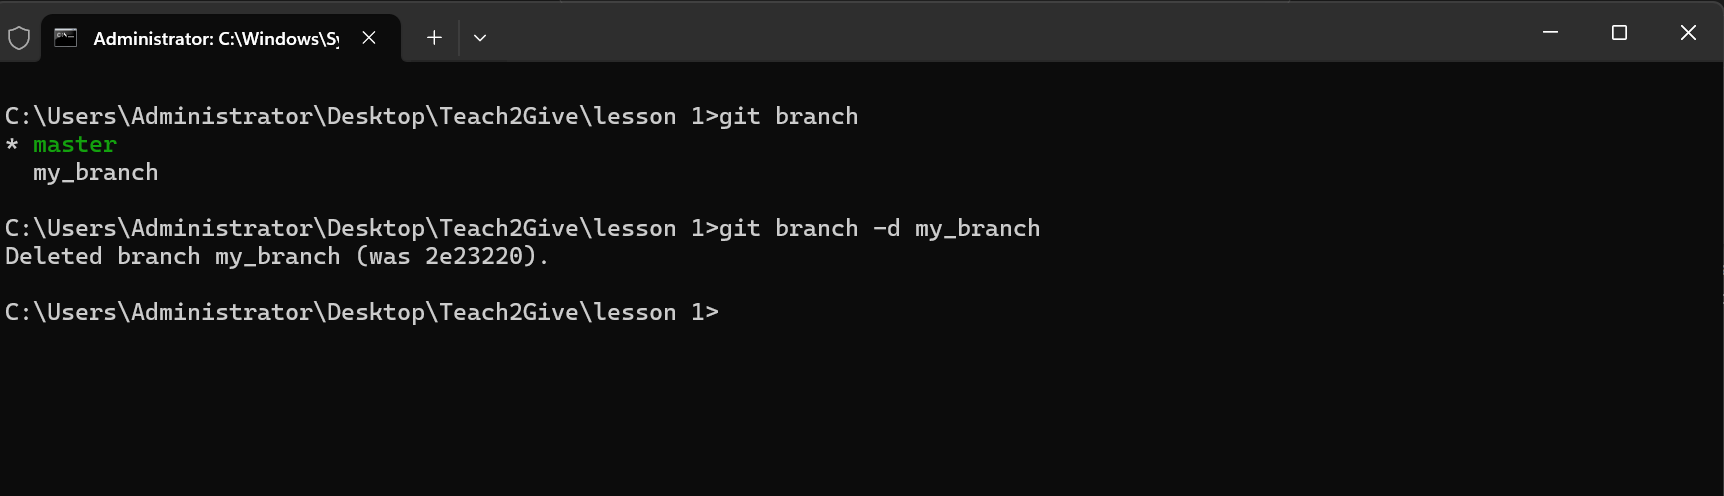 Administrator: C:\Windows\Sy
C:\Users\Administrator\Desktop\Teach2Give\lesson 1>git branch
* master
  my_branch
C:\Users\Administrator\Desktop\Teach2Give\lesson 1>git branch -d my_branch
Deleted branch my_branch (was 2e23220).
C:\Users\Administrator\Desktop\Teach2Give\lesson 1>